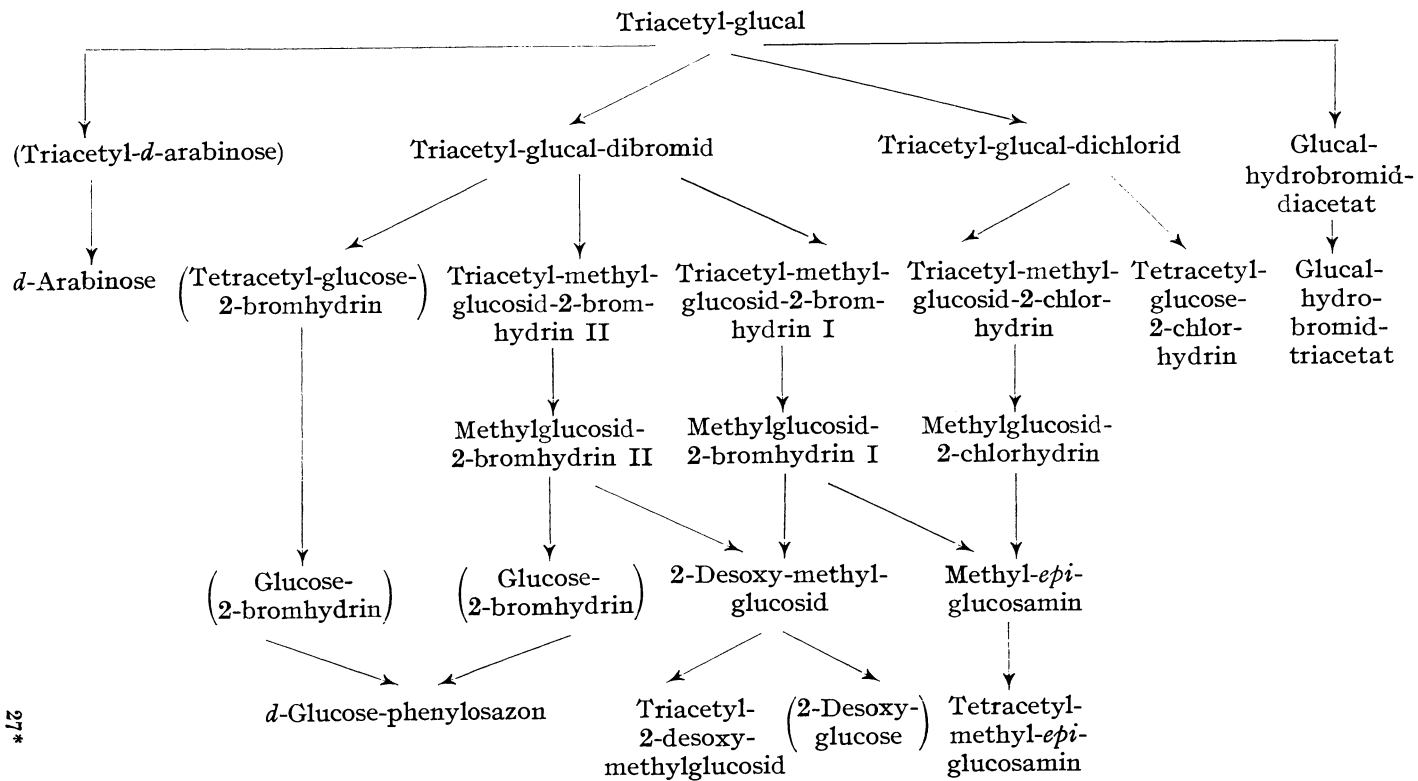 Triacetyl-glucal
(Triacetyl-d-arabinose)
Triacetyl-glucal-dibromid
Triacetyl-glucal-dichlorid
Glucal-
hydrobromid-
diacetat
d-Arabinose
(Tetracetyl-glucose-
2-bromhydrin)
Triacetyl-methyl-
glucosid-2-brom-
hydrin II
Triacetyl-methyl-
glucosid-2-brom-
hydrin I
Triacetyl-methyl-
glucosid-2-chlor-
hydrin
Tetracetyl-
glucose-
2-chlor-
hydrin
Glucal-
hydro-
bromid-
triacetat
Methylglucosid-
2-bromhydrin II
Methylglucosid-
2-bromhydrin I
Methylglucosid-
2-chlorhydrin
(Glucose-
2-bromhydrin)
(Glucose-
2-bromhydrin)
2-Desoxy-methyl-
glucosid
Methyl-epi-
glucosamin
d-Glucose-phenylosazon
Triacetyl-
2-desoxy-
methylglucosid
(2-Desoxy-
glucose)
Tetracetyl-
methyl-epi-
glucosamin
27*